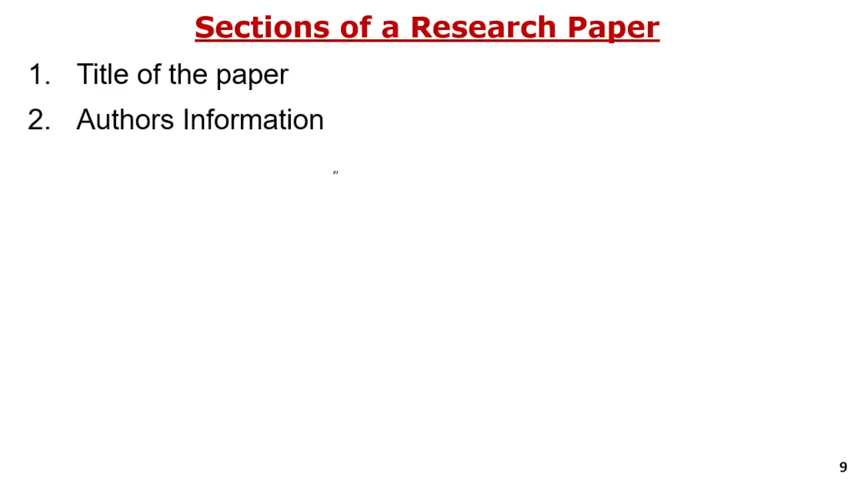 Sections of a Research Paper
1. Title of the paper
2. Authors Information
"
9